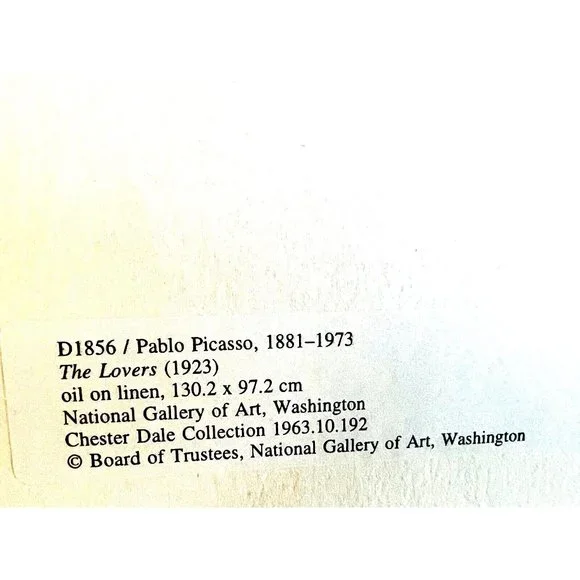 D1856 / Pablo Picasso, 1881–1973
The Lovers (1923)
oil on linen, 130.2 x 97.2 cm
National Gallery of Art, Washington
Chester Dale Collection 1963.10.192
© Board of Trustees, National Gallery of Art, Washington